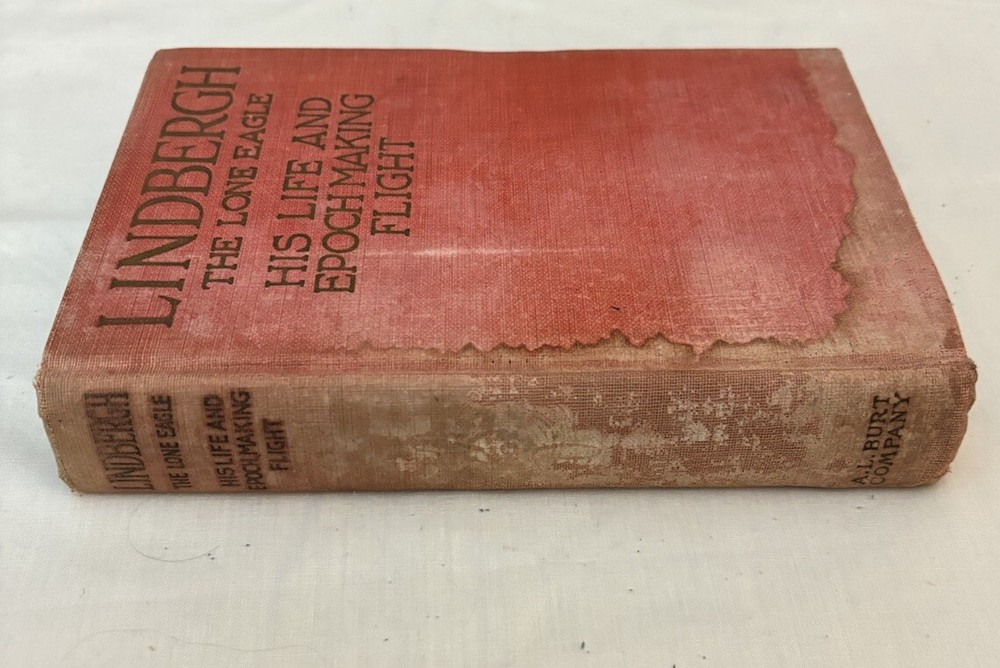 LINDBERGH
THE LONE EAGLE
HIS LIFE AND
EPOCH MAKING
FLIGHT
LINDBERGH
THE LONE EAGLE
HIS LIFE AND
EPOCH MAKING
FLIGHT
A.L. BURT
COMPANY